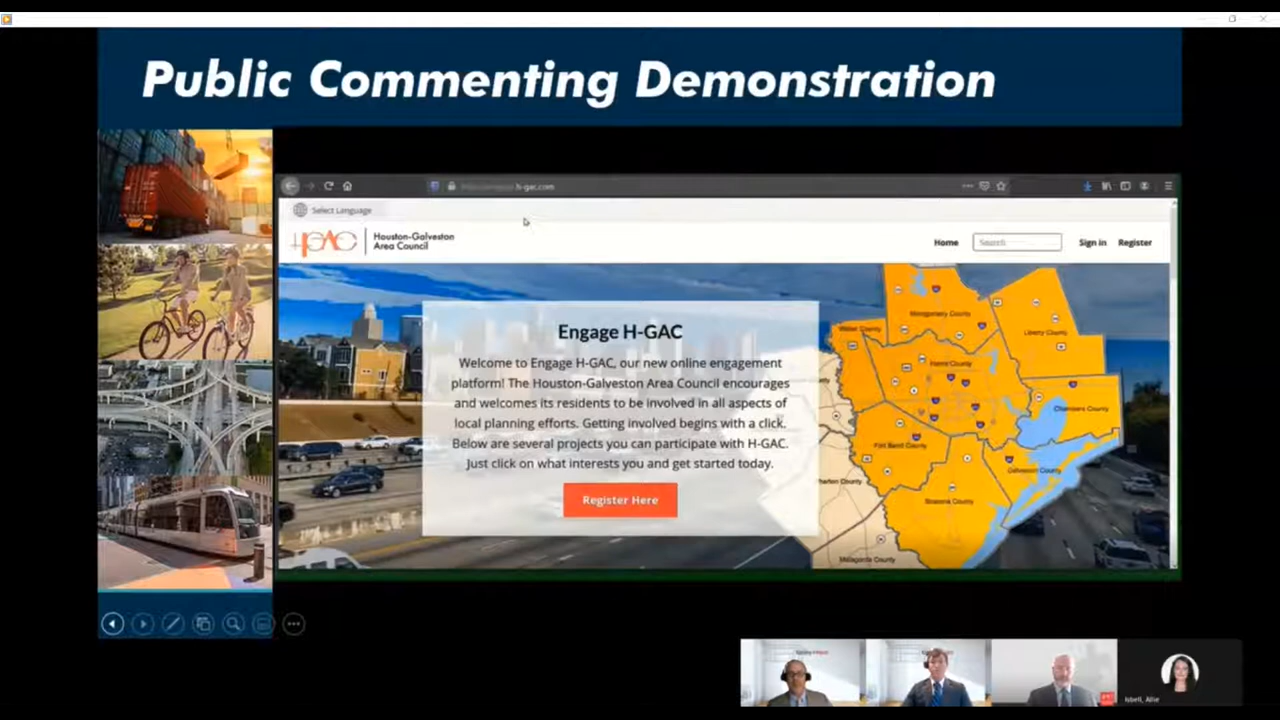 Public Commenting Demonstration
h-gac.com
Select Language
HGAC
Houston-Galveston
Area Council
Home
Search
Sign in
Register
Engage H-GAC
Welcome to Engage H-GAC, our new online engagement
platform! The Houston-Galveston Area Council encourages
and welcomes its residents to be involved in all aspects of
local planning efforts. Getting involved begins with a click.
Below are several projects you can participate with H-GAC.
Just click on what interests you and get started today.
Register Here
Montgomery County
Liberty County
Waller County
Harris County
Chambers County
Fort Bend County
Galveston County
Brazoria County
Matagorda County
Isbell, Allie